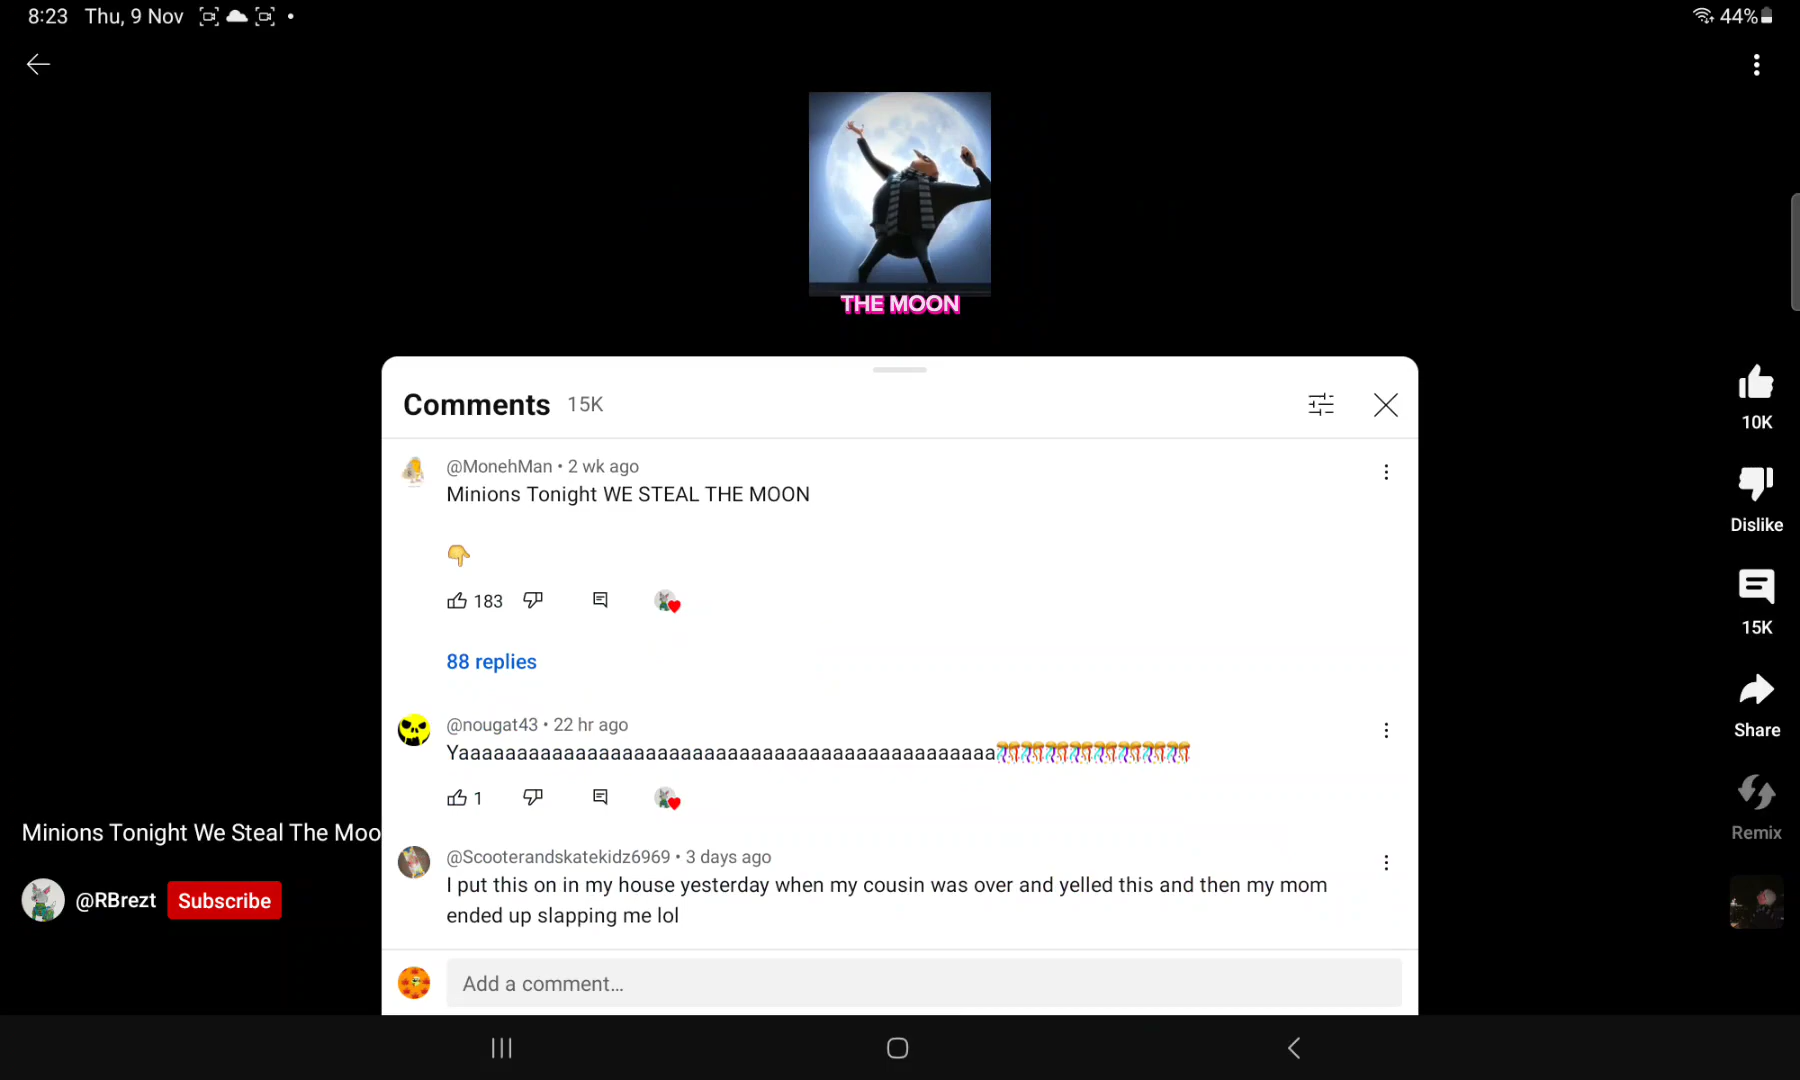 8:23 Thu, 9 Nov 44%
THE MOON
Comments 15K
@MonehMan • 2 wk ago
Minions Tonight WE STEAL THE MOON
👇
183
88 replies
@nougat43 • 22 hr ago
Yaaaaaaaaaaaaaaaaaaaaaaaaaaaaaaaaaaaaaaaaaaaaaa🎊🎊🎊🎊🎊🎊🎊🎊
1
@Scooterandskatekidz6969 • 3 days ago
I put this on in my house yesterday when my cousin was over and yelled this and then my mom
ended up slapping me lol
Add a comment...
Minions Tonight We Steal The Moo
@RBrezt Subscribe
10K
Dislike
15K
Share
Remix